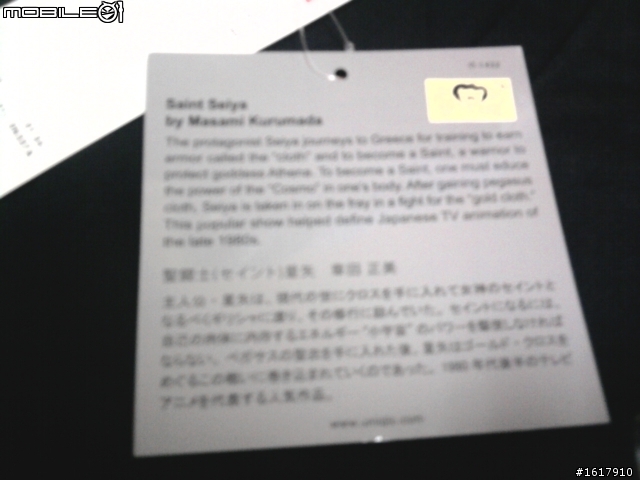 MOBILE01
Saint Seiya
by Masami Kurumada
The protagonist Seiya journeys to Greece for training to earn
armor called the "cloth" and to become a Saint, a warrior to
protect goddess Athena. To become a Saint, one must educe
the power of the "Cosmo" in one's body. After gaining pegasus
cloth, Seiya is taken in on the fray in a fight for the "gold cloth."
This popular show helped define Japanese TV animation of
the late 1980s.
聖闘士(セイント)星矢 車田 正美
主人公・星矢は、現代の世にクロスを手に入れて女神のセイントと
なるべくギリシャに渡り、その修行に励んでいた。セイントになるには、
自己の肉体に内在するエネルギー"小宇宙"のパワーを駆使しなければ
ならない。ペガサスの聖衣を手に入れた後、星矢はゴールド・クロスを
めぐるこの戦いに巻き込まれていくのであった。1980年代後半のテレビ
アニメを代表する人気作品。
www.uniqlo.com
#1617910